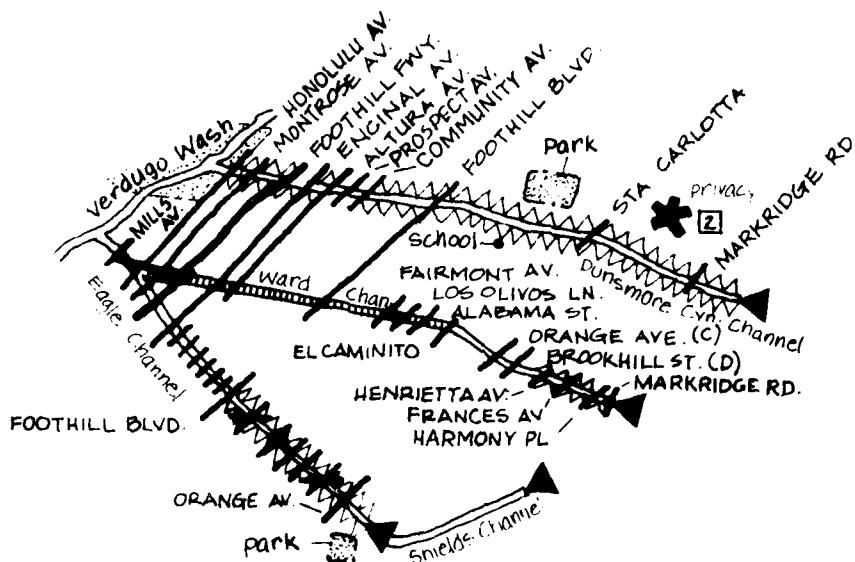 HONOLULU AV.
MONTROSE AV.
FOOTHILL FWY.
ENCINAL AV.
ALTURA AV.
PROSPECT AV.
COMMUNITY AV.
FOOTHILL BLVD.
Verdugo Wash
MILLS
AV.
park
STA CARLOTTA
privacy
2
MARKRIDGE RD
school
Dunsmore Cyn. Channel
Ward Chan.
FAIRMONT AV.
LOS OLIVOS LN.
ALABAMA ST.
Eagle Channel
EL CAMINITO
ORANGE AVE. (C)
BROOKHILL ST. (D)
MARKRIDGE RD.
HENRIETTA AV.
FRANCES AV
HARMONY PL
FOOTHILL BLVD.
ORANGE AV.
park
Shields Channel